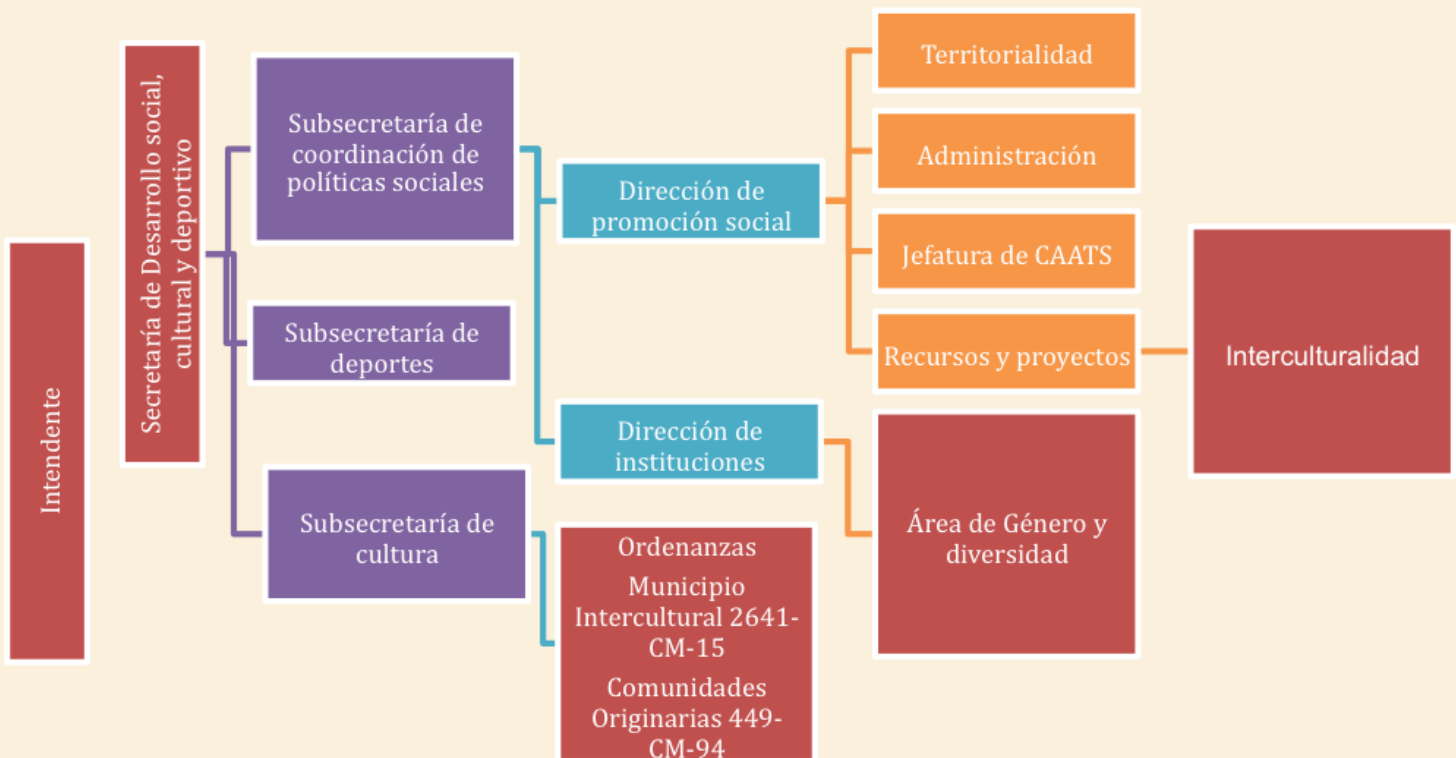 Intendente
Secretaría de Desarrollo social,
cultural y deportivo
Subsecretaría de
coordinación de
políticas sociales
Subsecretaría de
deportes
Subsecretaría de
cultura
Dirección de
promoción social
Dirección de
instituciones
Ordenanzas
Municipio
Intercultural 2641-
CM-15
Comunidades
Originarias 449-
CM-94
Territorialidad
Administración
Jefatura de CAATS
Recursos y proyectos
Área de Género y
diversidad
Interculturalidad